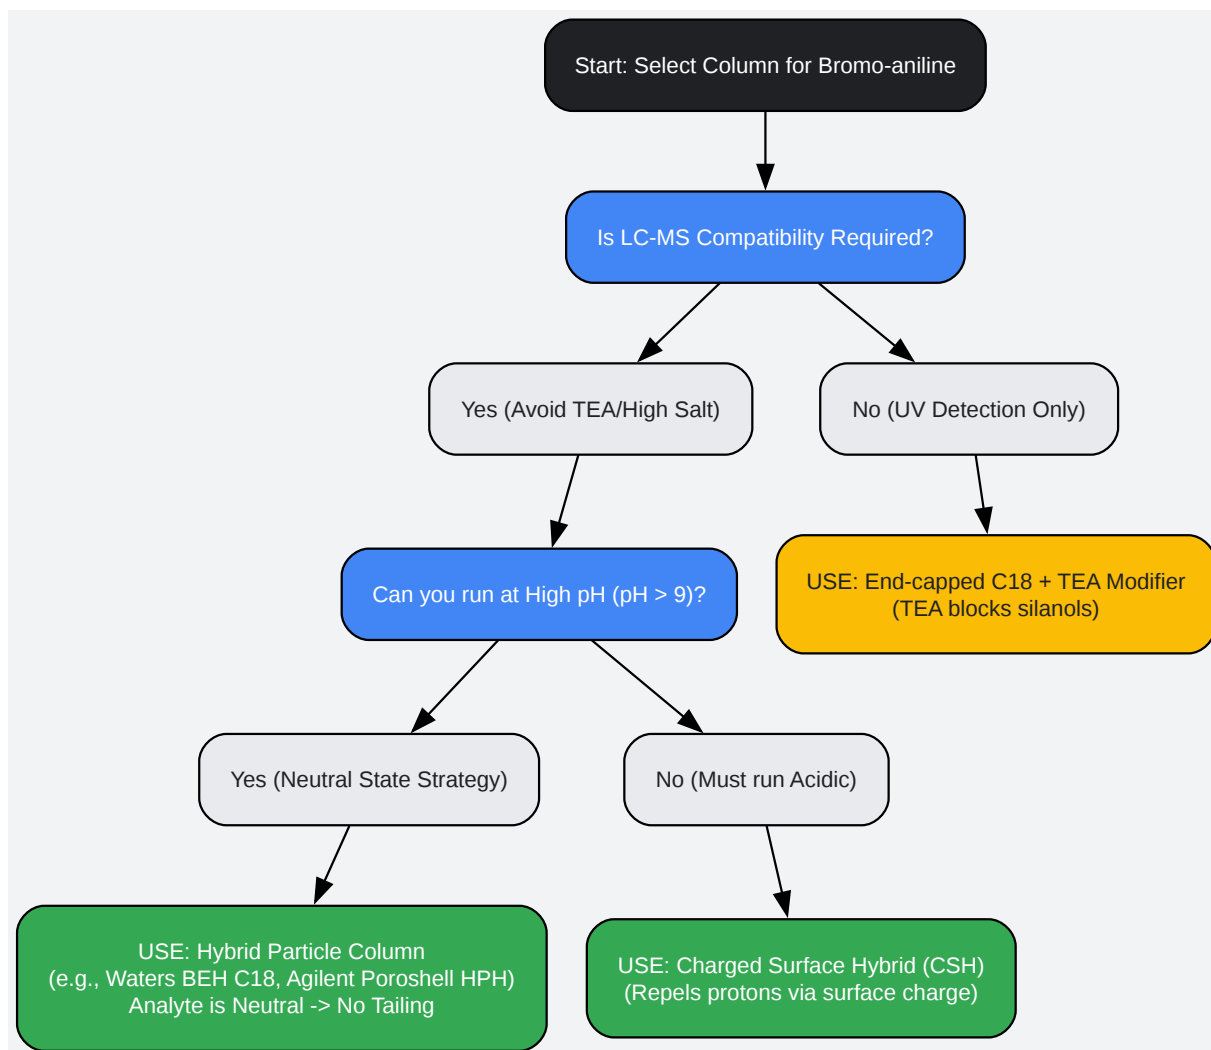 Start: Select Column for Bromo-aniline
Is LC-MS Compatibility Required?
Yes (Avoid TEA/High Salt)
No (UV Detection Only)
Can you run at High pH (pH > 9)?
USE: End-capped C18 + TEA Modifier
(TEA blocks silanols)
Yes (Neutral State Strategy)
No (Must run Acidic)
USE: Hybrid Particle Column
(e.g., Waters BEH C18, Agilent Poroshell HPH)
Analyte is Neutral -> No Tailing
USE: Charged Surface Hybrid (CSH)
(Repels protons via surface charge)